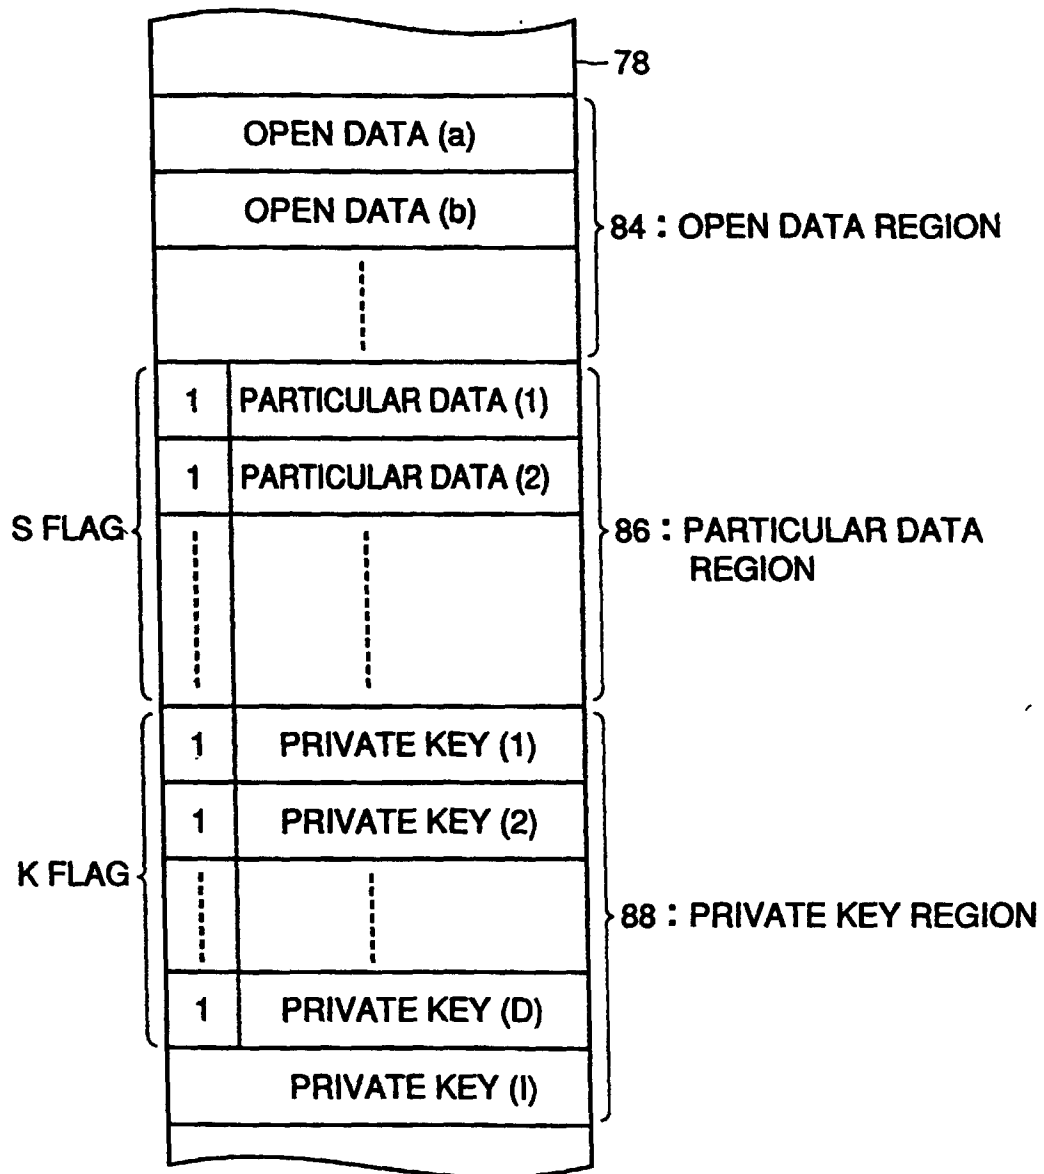 78
OPEN DATA (a)
OPEN DATA (b)
84 : OPEN DATA REGION
1 PARTICULAR DATA (1)
1 PARTICULAR DATA (2)
S FLAG
86 : PARTICULAR DATA
REGION
1 PRIVATE KEY (1)
1 PRIVATE KEY (2)
K FLAG
88 : PRIVATE KEY REGION
1 PRIVATE KEY (D)
PRIVATE KEY (I)